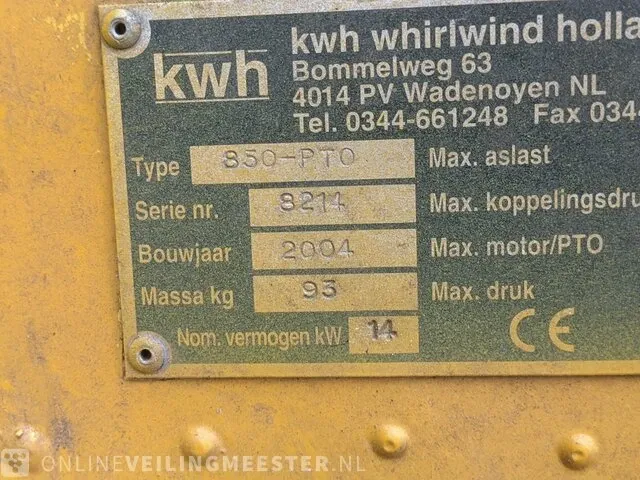 kwh
kwh whirlwind holla
Bommelweg 63
4014 PV Wadenoyen NL
Tel. 0344-661248 Fax 034
Type 850-PTO Max. aslast
Serie nr. 8214 Max. koppelingsdru
Bouwjaar 2004 Max. motor/PTO
Massa kg 93 Max. druk
Nom. vermogen kW 14 CE
ONLINEVEILINGMEESTER.NL